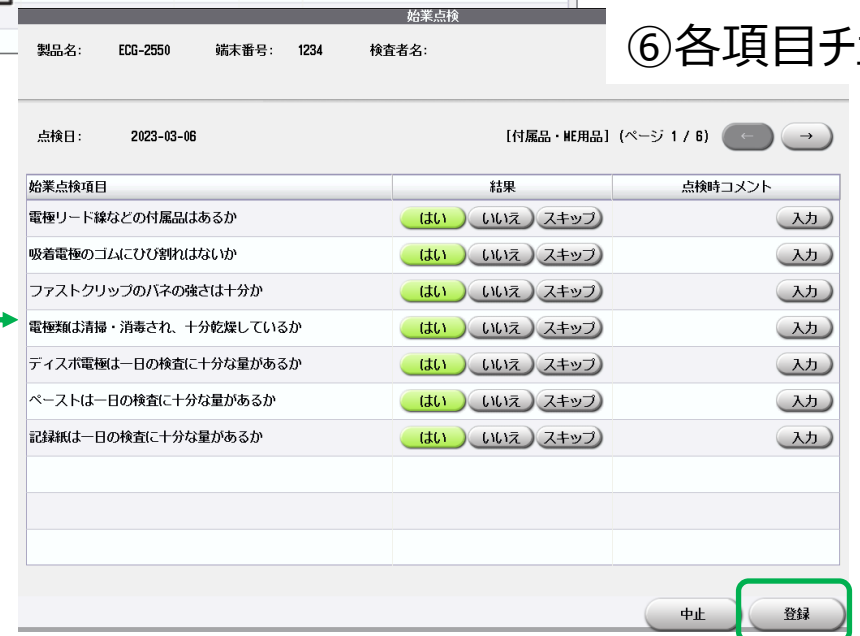 始業点検
⑥各項目チ
製品名: ECG-2550 端末番号: 1234 検査者名:
点検日: 2023-03-06 [付属品・ME用品] (ページ 1 / 6) ← →
始業点検項目 結果 点検時コメント
電極リード線などの付属品はあるか はい いいえ スキップ 入力
吸着電極のゴムにひび割れはないか はい いいえ スキップ 入力
ファストクリップのバネの強さは十分か はい いいえ スキップ 入力
電極類は清掃・消毒され、十分乾燥しているか はい いいえ スキップ 入力
ディスポ電極は一日の検査に十分な量があるか はい いいえ スキップ 入力
ペーストは一日の検査に十分な量があるか はい いいえ スキップ 入力
記録紙は一日の検査に十分な量があるか はい いいえ スキップ 入力
中止 登録